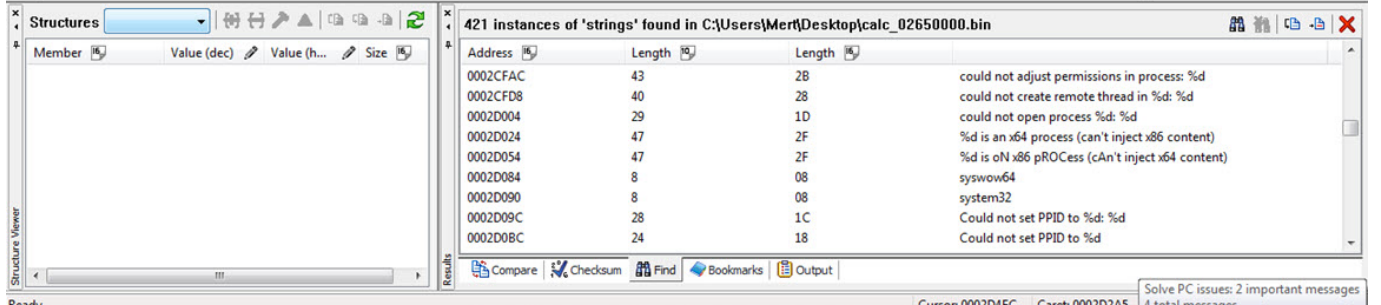 Structures
421 instances of 'strings' found in C:\Users\Mert\Desktop\calc_02650000.bin
Member Value (dec) Value (h... Size
Address Length Length
0002CFAC 43 2B could not adjust permissions in process: %d
0002CFD8 40 28 could not create remote thread in %d: %d
0002D004 29 1D could not open process %d: %d
0002D024 47 2F %d is an x64 process (can't inject x86 content)
0002D054 47 2F %d is oN x86 pROCess (cAn't inject x64 content)
0002D084 8 08 syswow64
0002D090 8 08 system32
0002D09C 28 1C Could not set PPID to %d: %d
0002D0BC 24 18 Could not set PPID to %d
Structure Viewer
Results
Compare Checksum Find Bookmarks Output
Solve PC issues: 2 important messages
4 total messages